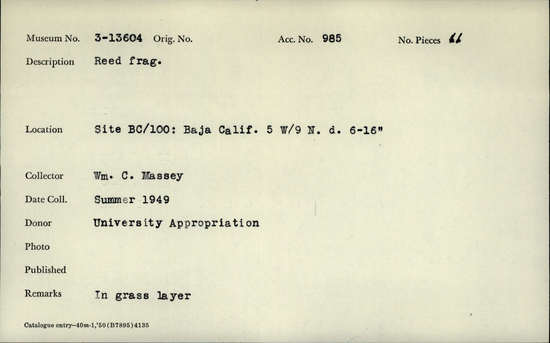 Museum No. 3-13604 Orig. No. Acc. No. 985 No. Pieces 66
Description Reed frag.
Location Site BC/100: Baja Calif. 5 W/9 N. d. 6-16"
Collector Wm. C. Massey
Date Coll. Summer 1949
Donor University Appropriation
Photo
Published
Remarks In grass layer
Catalogue entry—40m-1,'50(B7895)4135